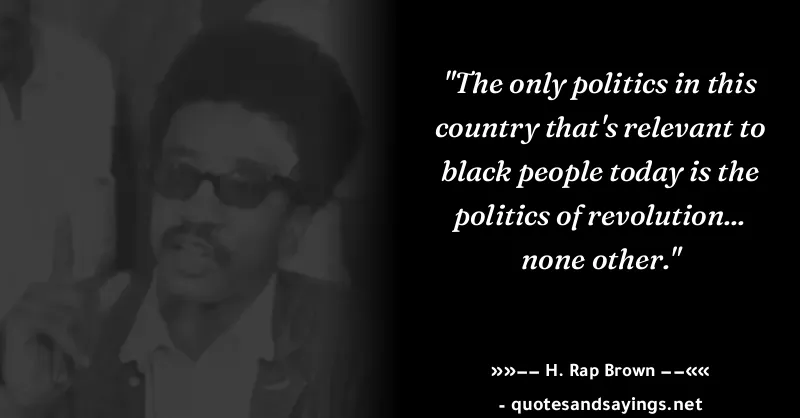 "The only politics in this
country that's relevant to
black people today is the
politics of revolution...
none other."
»»−− H. Rap Brown −−««
- quotesandsayings.net